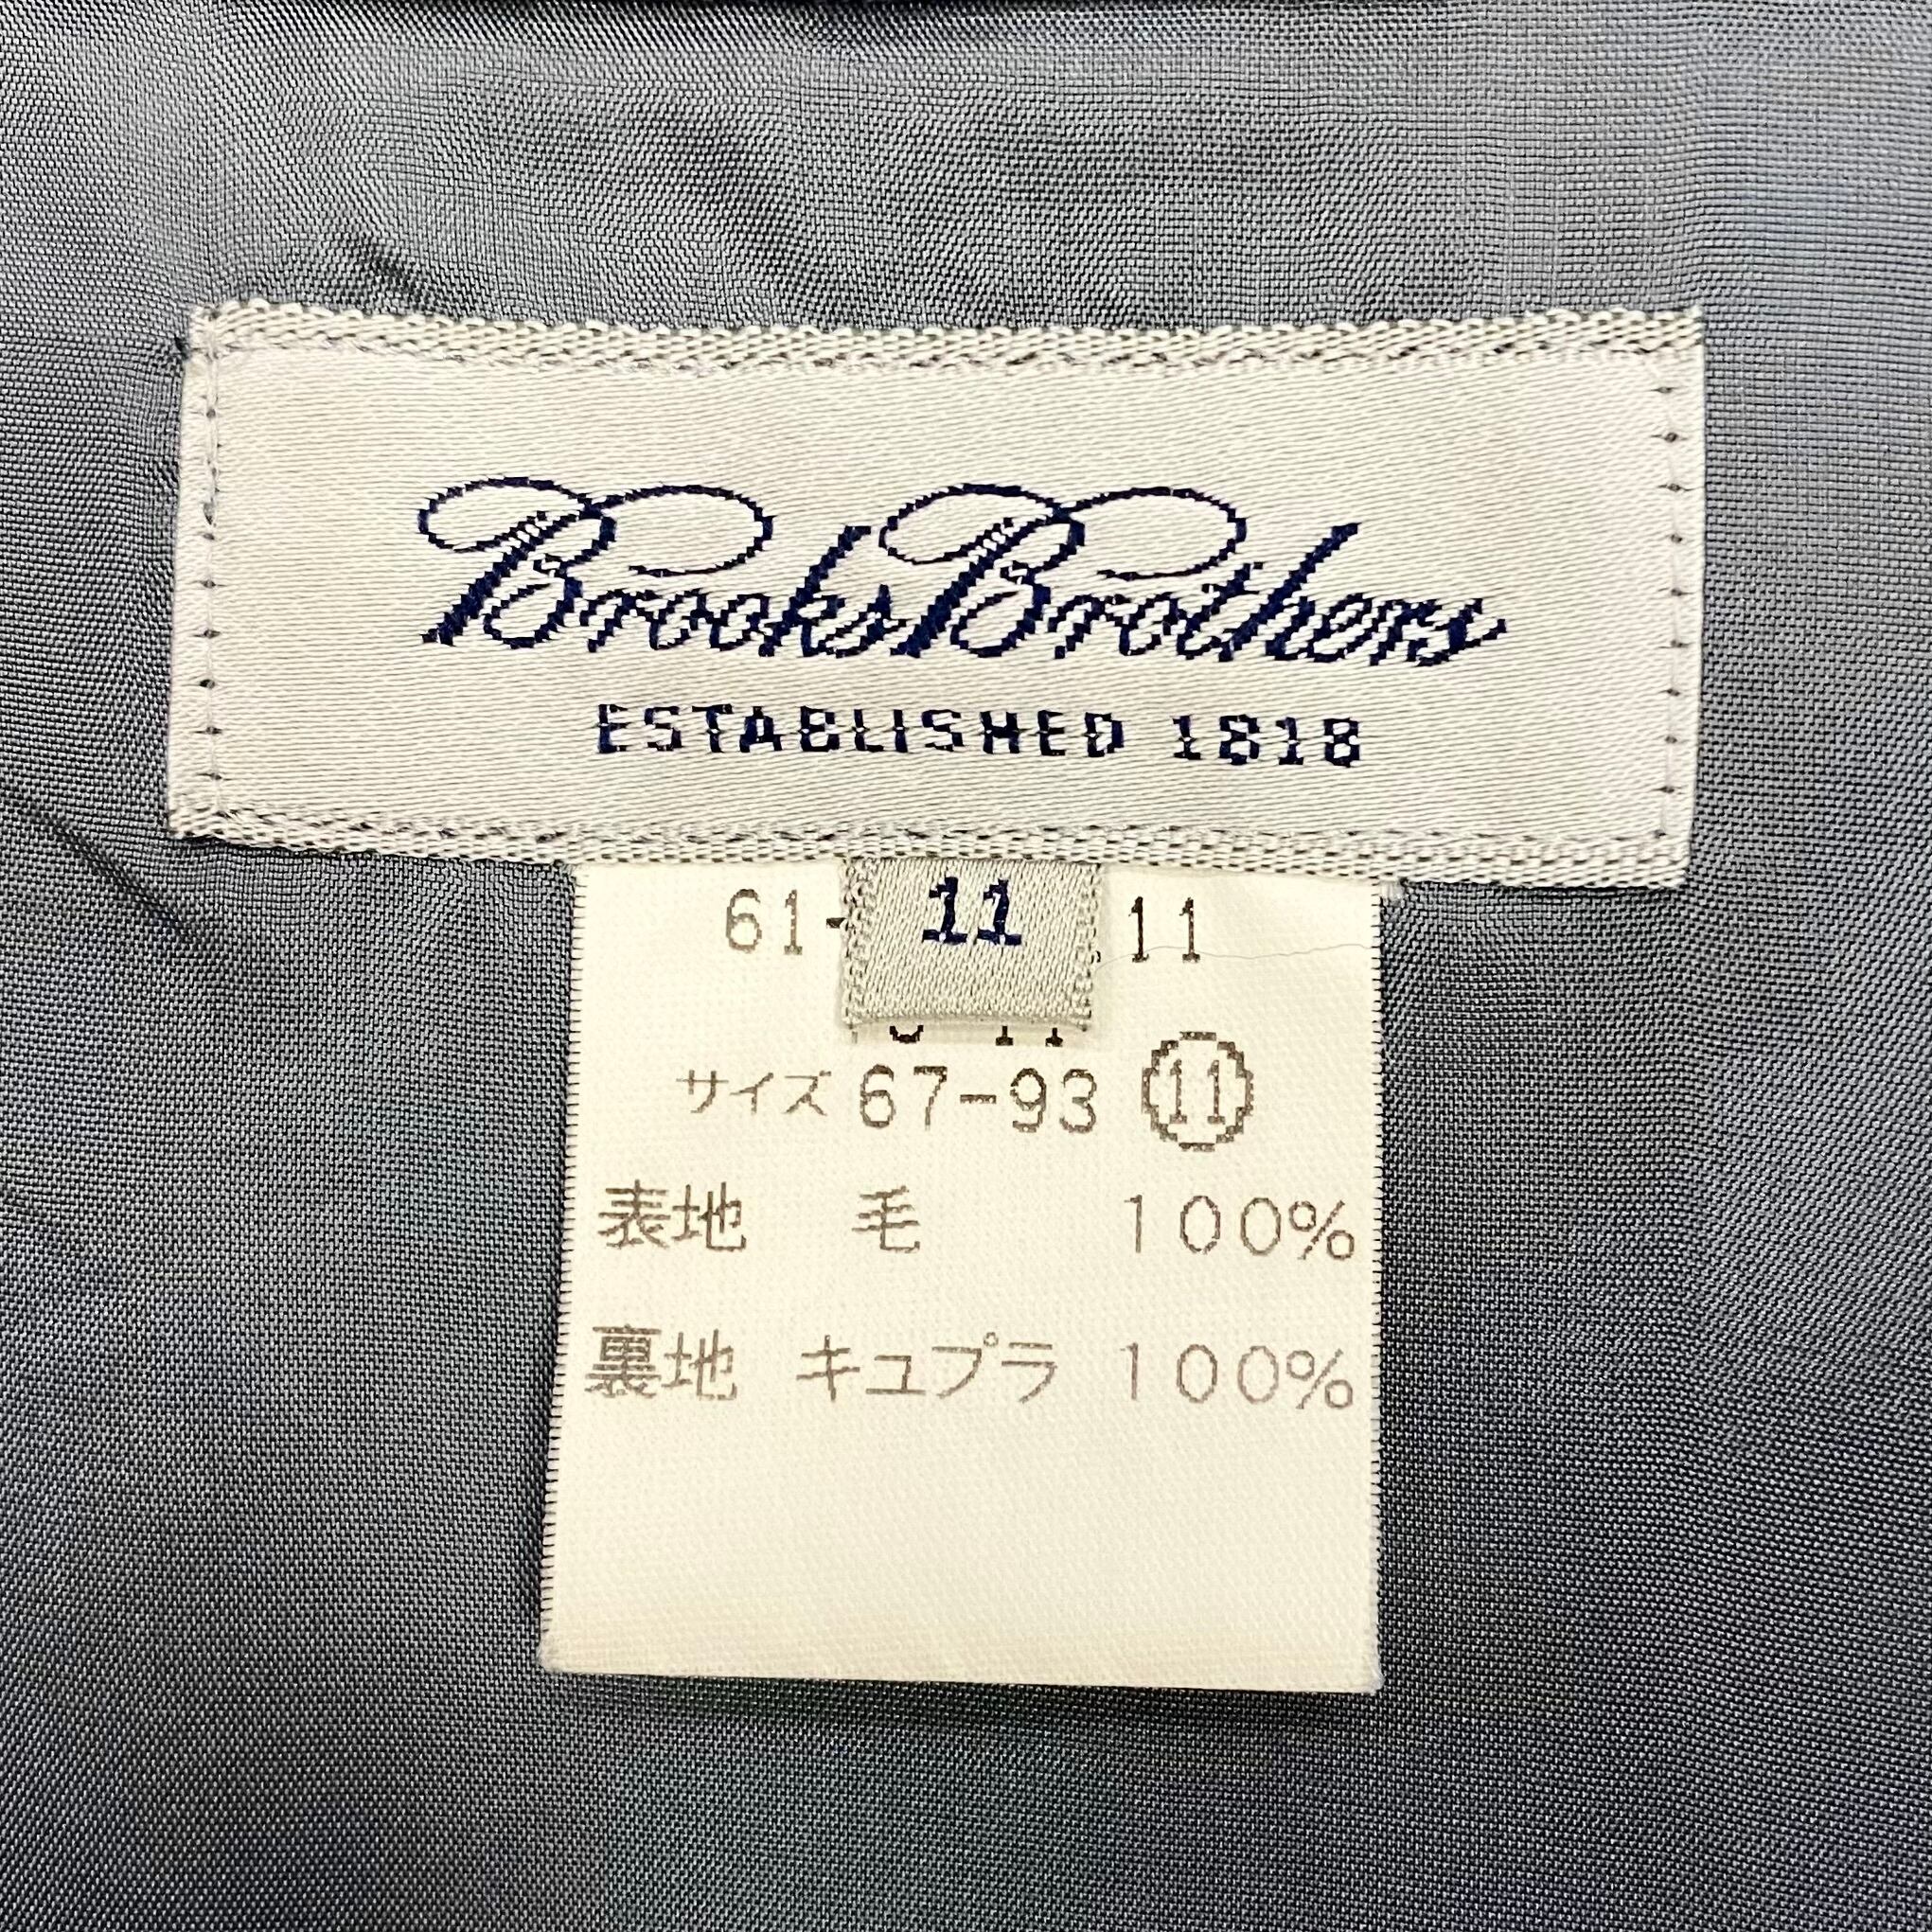 Brooks Brothers
ESTABLISHED 1818
11
61- 11
サイズ 67-93 ⑪
表地 毛 100%
裏地 キュプラ 100%